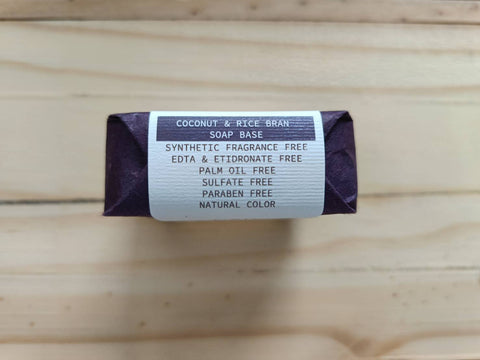 COCONUT & RICE BRAN
SOAP BASE
SYNTHETIC FRAGRANCE FREE
EDTA & ETIDRONATE FREE
PALM OIL FREE
SULFATE FREE
PARABEN FREE
NATURAL COLOR